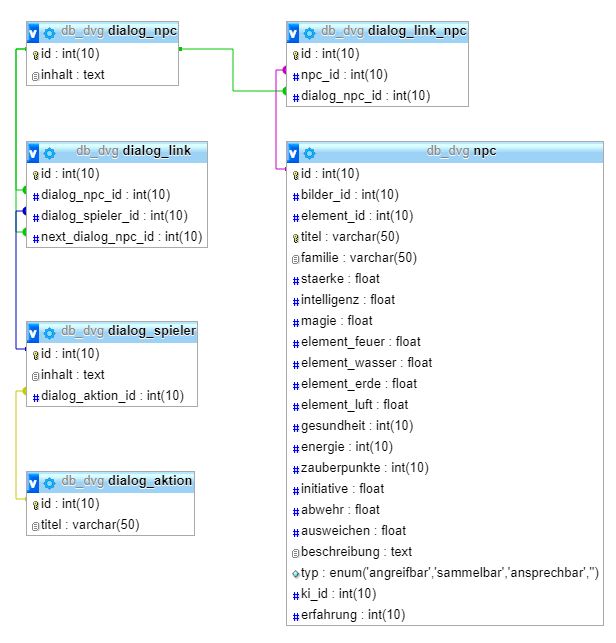 db_dvg dialog_npc
id : int(10)
inhalt : text
db_dvg dialog_link_npc
id : int(10)
npc_id : int(10)
dialog_npc_id : int(10)
db_dvg dialog_link
id : int(10)
dialog_npc_id : int(10)
dialog_spieler_id : int(10)
next_dialog_npc_id : int(10)
db_dvg npc
id : int(10)
bilder_id : int(10)
element_id : int(10)
titel : varchar(50)
familie : varchar(50)
staerke : float
intelligenz : float
magie : float
element_feuer : float
element_wasser : float
element_erde : float
element_luft : float
gesundheit : int(10)
energie : int(10)
zauberpunkte : int(10)
initiative : float
abwehr : float
ausweichen : float
beschreibung : text
typ : enum('angreifbar','sammelbar','ansprechbar','')
ki_id : int(10)
erfahrung : int(10)
db_dvg dialog_spieler
id : int(10)
inhalt : text
dialog_aktion_id : int(10)
db_dvg dialog_aktion
id : int(10)
titel : varchar(50)